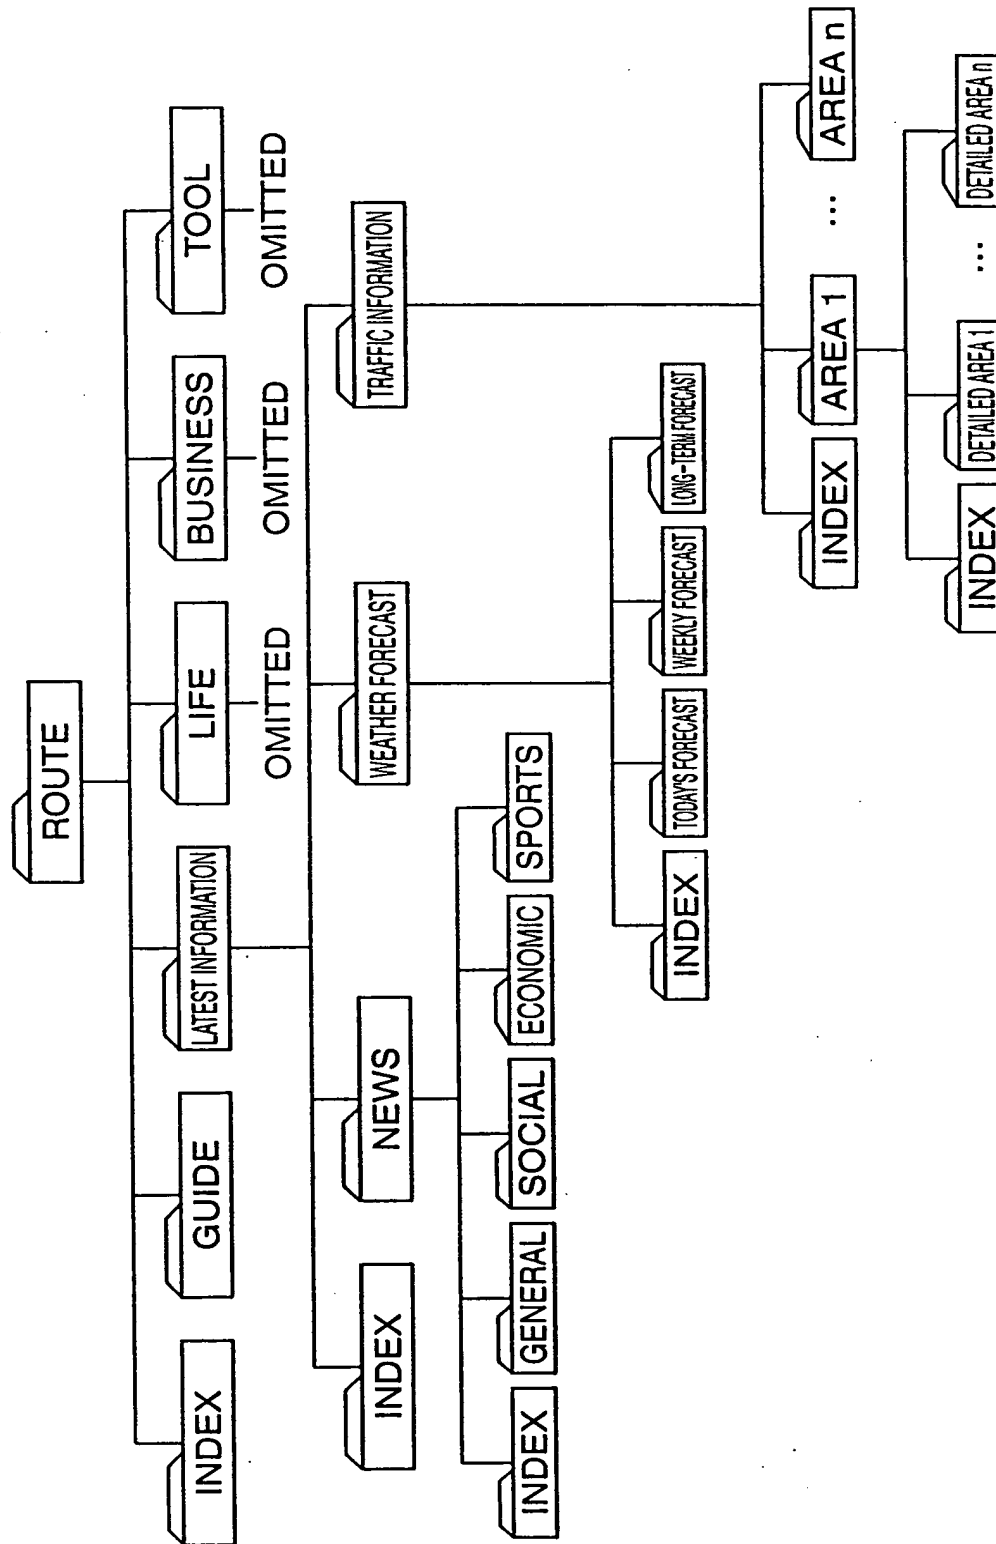 ROUTE
INDEX
GUIDE
LATEST INFORMATION
LIFE
BUSINESS
TOOL
OMITTED
OMITTED
OMITTED
INDEX
NEWS
WEATHER FORECAST
TRAFFIC INFORMATION
INDEX
GENERAL
SOCIAL
ECONOMIC
SPORTS
INDEX
TODAY'S FORECAST
WEEKLY FORECAST
LONG-TERM FORECAST
INDEX
AREA 1
...
AREA n
INDEX
DETAILED AREA 1
...
DETAILED AREA n